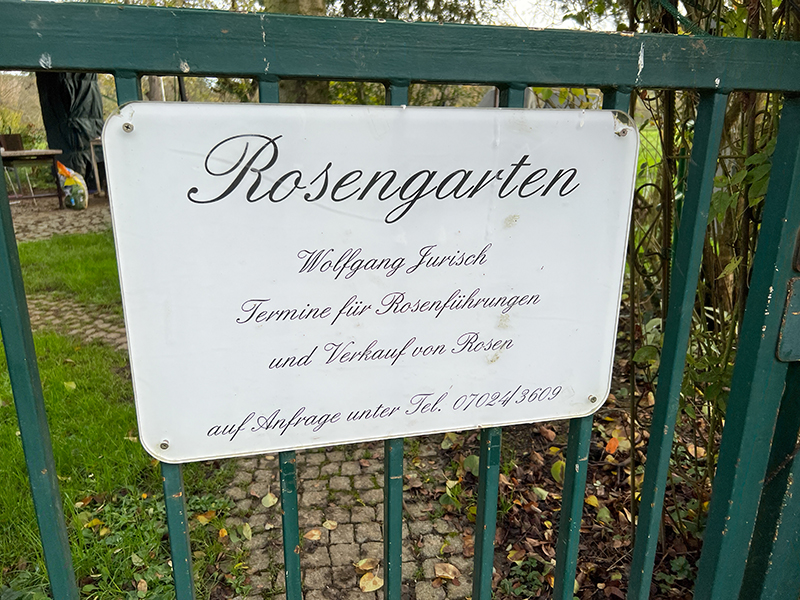 Rosengarten
Wolfgang Jurisch
Termine für Rosenführungen
und Verkauf von Rosen
auf Anfrage unter Tel. 07024/3609